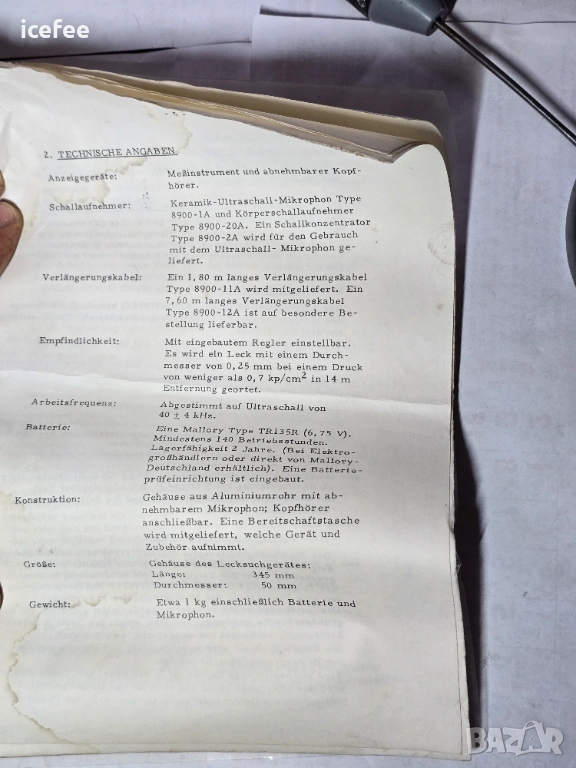 icefee
2. TECHNISCHE ANGABEN
Anzeigegeräte: Meßinstrument und abnehmbarer Kopf-
hörer.
Schallaufnehmer: Keramik-Ultraschall-Mikrophon Type
8900-1A und Körperschallaufnehmer
Type 8900-20A. Ein Schallkonzentrator
Type 8900-2A wird für den Gebrauch
mit dem Ultraschall- Mikrophon ge-
liefert.
Verlängerungskabel: Ein 1, 80 m langes Verlängerungskabel
Type 8900-11A wird mitgeliefert. Ein
7, 60 m langes Verlängerungskabel
Type 8900-12A ist auf besondere Be-
stellung lieferbar.
Empfindlichkeit: Mit eingebautem Regler einstellbar.
Es wird ein Leck mit einem Durch-
messer von 0, 25 mm bei einem Druck
von weniger als 0, 7 kp/cm² in 14 m
Entfernung geortet.
Arbeitsfrequenz: Abgestimmt auf Ultraschall von
40 ± 4 kHz.
Batterie: Eine Mallory Type TR135R (6, 75 V).
Mindestens 140 Betriebsstunden.
Lagerfähigkeit 2 Jahre. (Bei Elektro-
großhändlern oder direkt von Mallory-
Deutschland erhältlich). Eine Batterie-
prüfeinrichtung ist eingebaut.
Konstruktion: Gehäuse aus Aluminiumrohr mit ab-
nehmbarem Mikrophon; Kopfhörer
anschließbar. Eine Bereitschaftstasche
wird mitgeliefert, welche Gerät und
Zubehör aufnimmt.
Größe: Gehäuse des Lecksuchgerätes:
Länge: 345 mm
Durchmesser: 50 mm
Gewicht: Etwa 1 kg einschließlich Batterie und
Mikrophon.
BAZAR